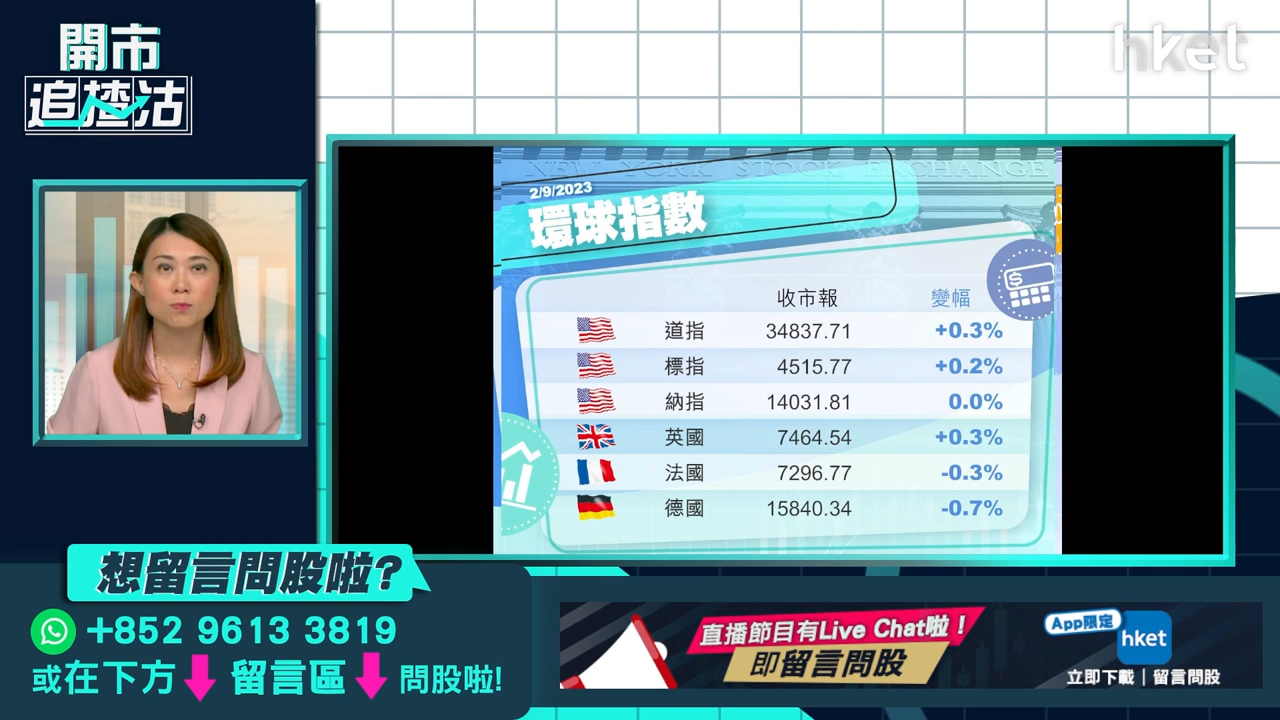 開市
追揸沽
hket
NEW YORK STOCK EXCHANGE
2/9/2023
環球指數
收市報 變幅
道指 34837.71 +0.3%
標指 4515.77 +0.2%
納指 14031.81 0.0%
英國 7464.54 +0.3%
法國 7296.77 -0.3%
德國 15840.34 -0.7%
想留言問股啦?
+852 9613 3819
或在下方 留言區 問股啦!
直播節目有Live Chat啦!
即留言問股
App限定
hket
立即下載|留言問股